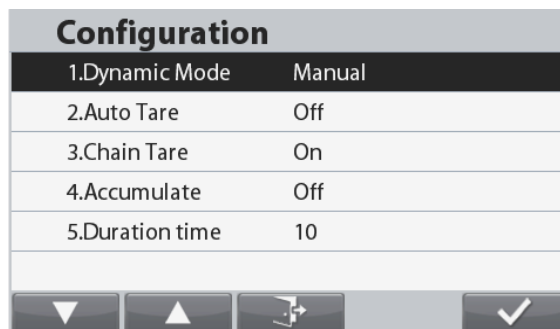 Configuration
1.Dynamic Mode Manual
2.Auto Tare Off
3.Chain Tare On
4.Accumulate Off
5.Duration time 10